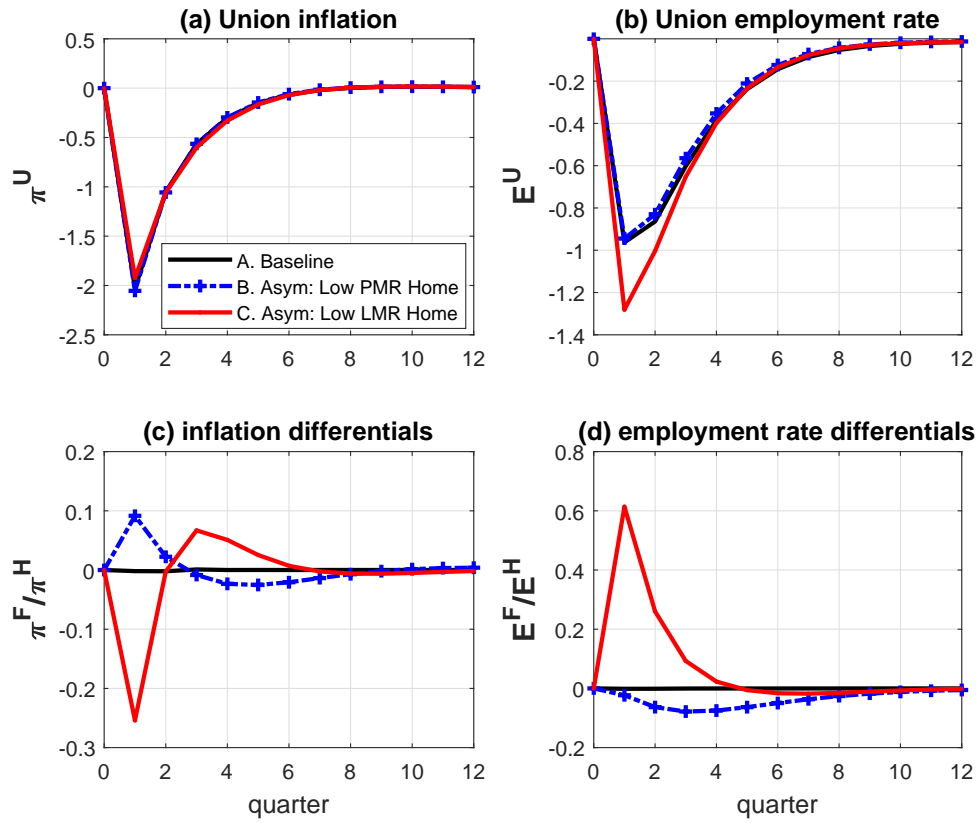 (a) Union inflation
0.5
0
-0.5
-1
-1.5
-2
-2.5
π^U
A. Baseline
B. Asym: Low PMR Home
C. Asym: Low LMR Home
0 2 4 6 8 10 12
(b) Union employment rate
-0.2
-0.4
-0.6
-0.8
-1
-1.2
-1.4
E^U
0 2 4 6 8 10 12
(c) inflation differentials
0.2
0.1
0
-0.1
-0.2
-0.3
π^F/π^H
0 2 4 6 8 10 12
quarter
(d) employment rate differentials
0.8
0.6
0.4
0.2
0
-0.2
E^F/E^H
0 2 4 6 8 10 12
quarter